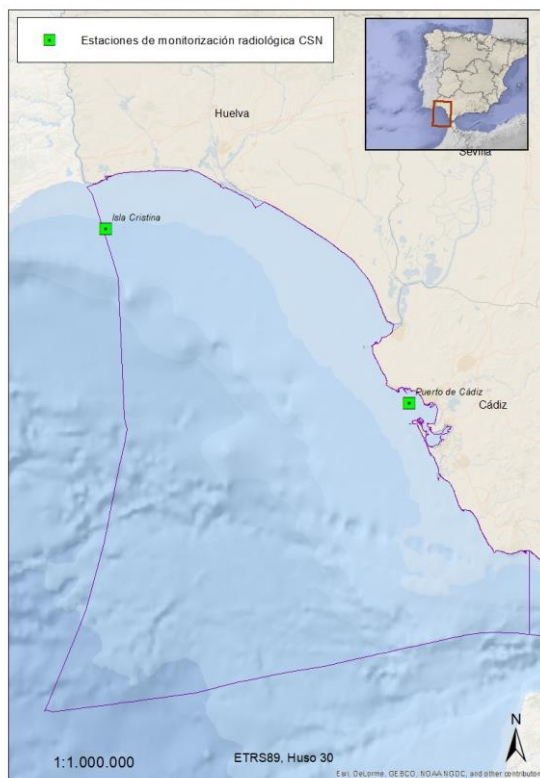 Estaciones de monitorización radiológica CSN
Huelva
Sevilla
Isla Cristina
Puerto de Cádiz
Cádiz
N
1:1.000.000
ETRS89, Huso 30
Esri, DeLorme, GEBCO, NOAA NGDC, and other contributors